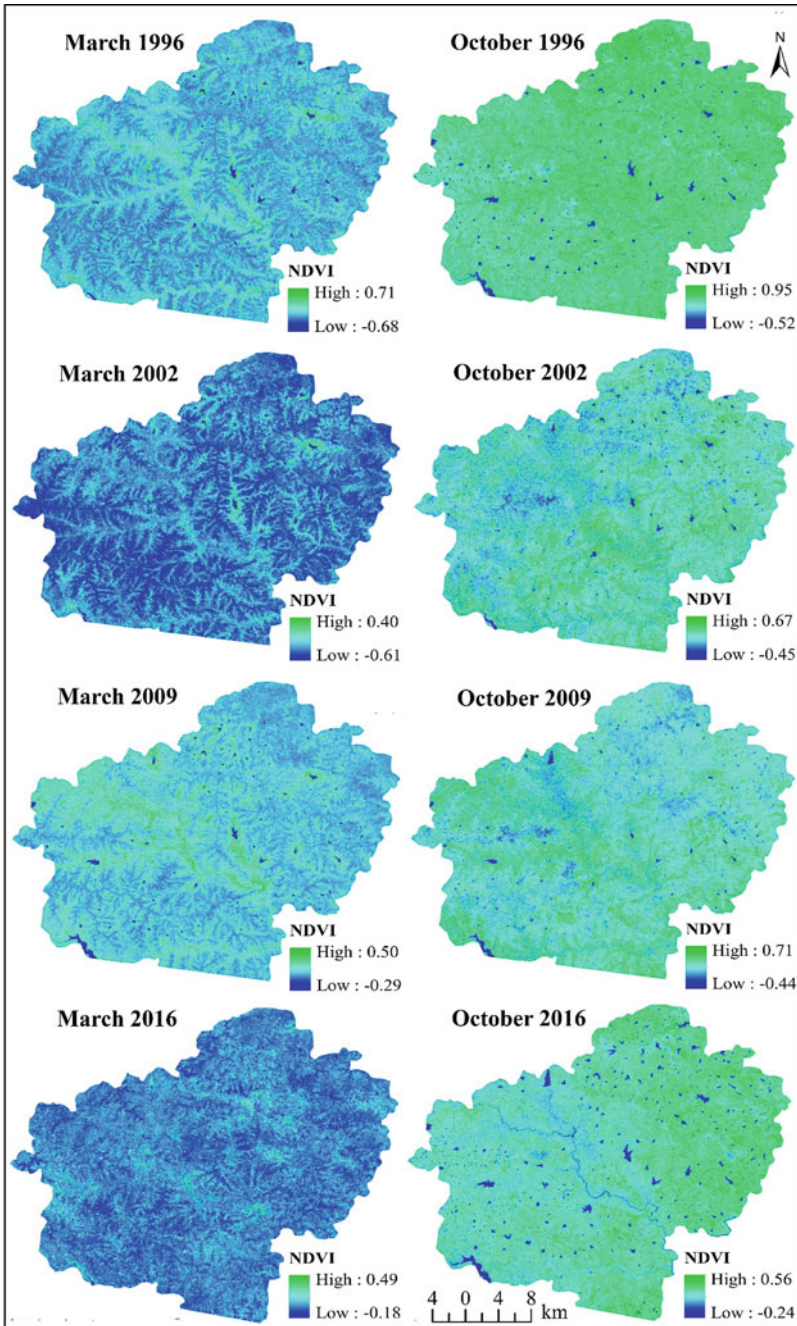 March 1996
October 1996
N
NDVI
High : 0.71
Low : -0.68
NDVI
High : 0.95
Low : -0.52
March 2002
October 2002
NDVI
High : 0.40
Low : -0.61
NDVI
High : 0.67
Low : -0.45
March 2009
October 2009
NDVI
High : 0.50
Low : -0.29
NDVI
High : 0.71
Low : -0.44
March 2016
October 2016
NDVI
High : 0.49
Low : -0.18
NDVI
High : 0.56
Low : -0.24
4 0 4 8
km